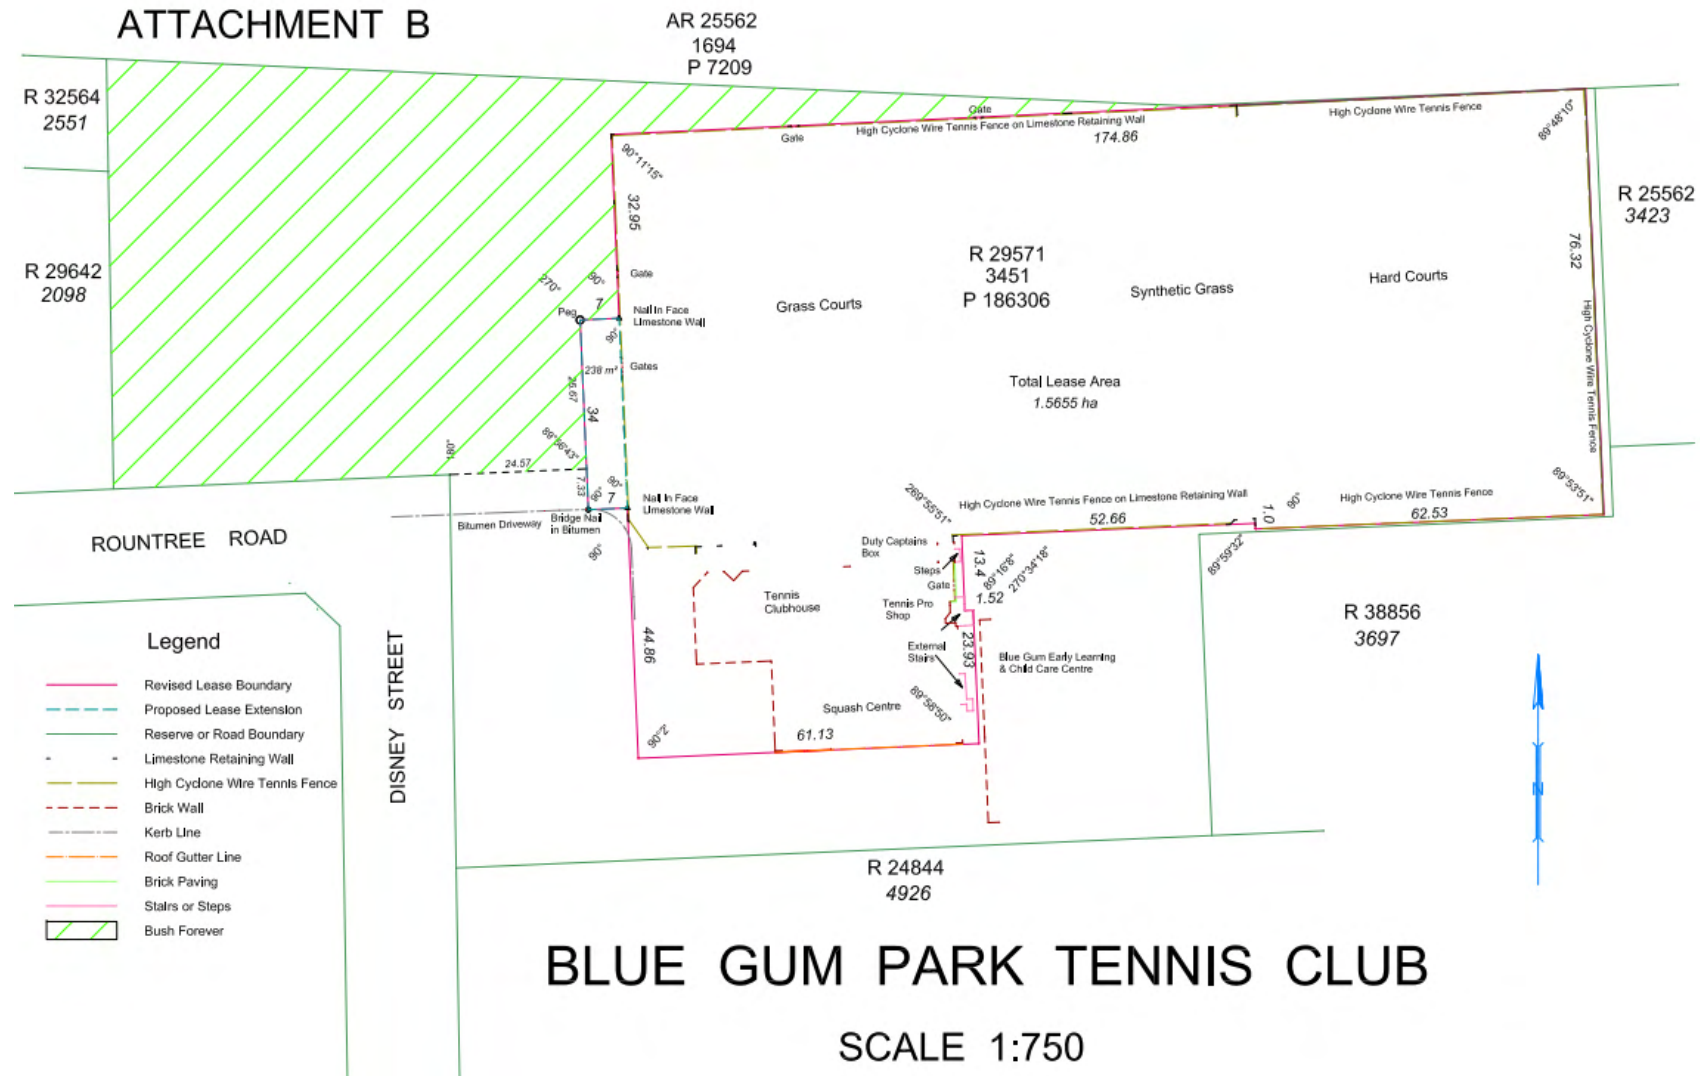 ATTACHMENT B
AR 25562
1694
P 7209
R 32564
2551
R 29642
2098
Gate
High Cyclone Wire Tennis Fence on Limestone Retaining Wall
Gate
174.86
High Cyclone Wire Tennis Fence
89°48'10"
90°11'15"
32.95
R 25562
3423
76.32
High Cyclone Wire Tennis Fence
R 29571
3451
P 186306
Grass Courts
Synthetic Grass
Hard Courts
Total Lease Area
1.5655 ha
Gate
270°
90°
7
Peg
Nail In Face
Limestone Wall
90°
Gates
238 m²
26.67
34
89°56'43"
180°
24.57
7.33
90°
90°
7
Nail In Face
Limestone Wall
Bitumen Driveway
Bridge Nail
in Bitumen
90°
ROUNTREE ROAD
DISNEY STREET
269°55'51"
High Cyclone Wire Tennis Fence on Limestone Retaining Wall
52.66
1.0
90°
High Cyclone Wire Tennis Fence
62.53
89°53'51"
89°59'32"
Duty Captains
Box
Steps
Gate
13.4
89°16'8"
270°34'18"
1.52
Tennis Pro
Shop
Tennis
Clubhouse
External
Stairs
23.93
Blue Gum Early Learning
& Child Care Centre
44.86
90°2'
Squash Centre
89°58'50"
61.13
R 38856
3697
R 24844
4926
N
Legend
Revised Lease Boundary
Proposed Lease Extension
Reserve or Road Boundary
Limestone Retaining Wall
High Cyclone Wire Tennis Fence
Brick Wall
Kerb Line
Roof Gutter Line
Brick Paving
Stairs or Steps
Bush Forever
BLUE GUM PARK TENNIS CLUB
SCALE 1:750